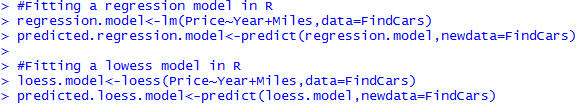 > #Fitting a regression model in R
> regression.model<-lm(Price~Year+Miles,data=FindCars)
> predicted.regression.model<-predict(regression.model,newdata=FindCars)
>
> #Fitting a lowess model in R
> loess.model<-loess(Price~Year+Miles,data=FindCars)
> predicted.loess.model<-predict(loess.model,newdata=FindCars)